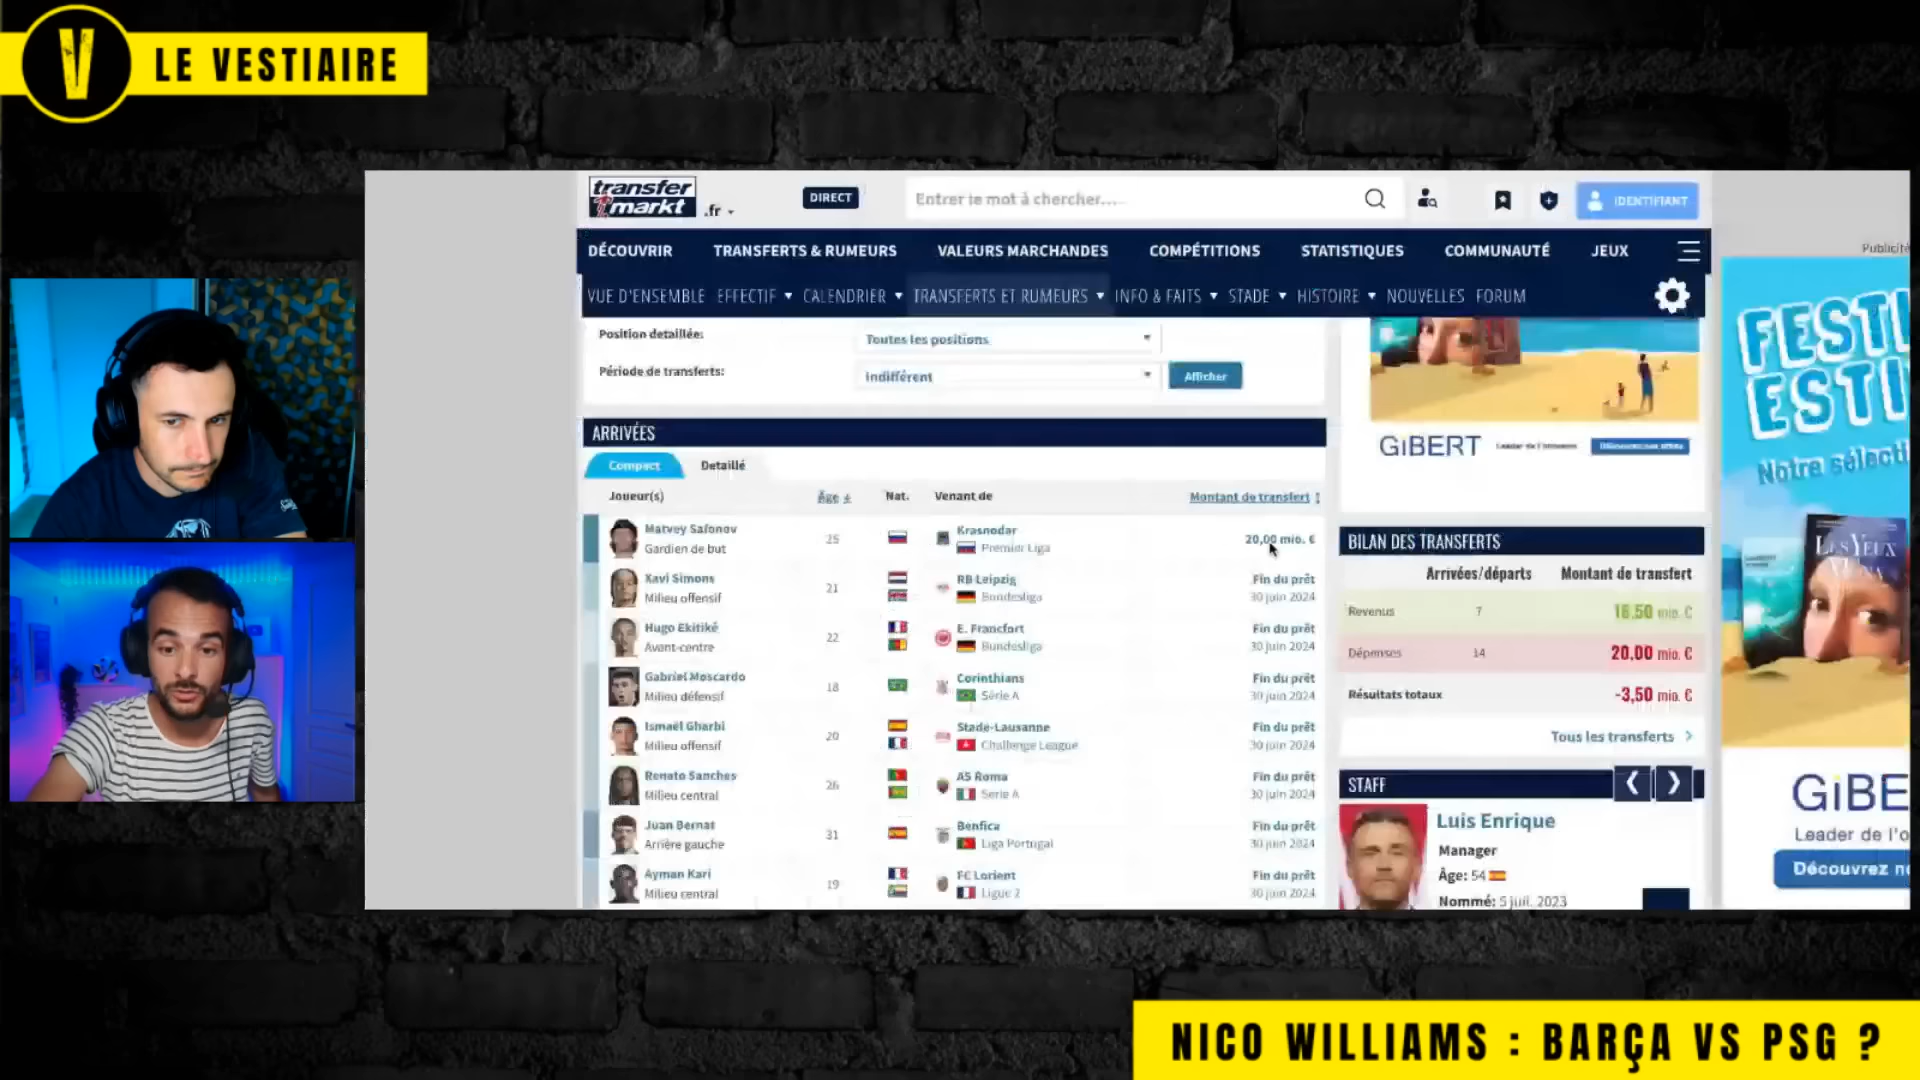 V LE VESTIAIRE
transfer
markt .fr
DIRECT
Entrer le mot à chercher...
IDENTIFIANT
DÉCOUVRIR TRANSFERTS & RUMEURS VALEURS MARCHANDES COMPÉTITIONS STATISTIQUES COMMUNAUTÉ JEUX
VUE D'ENSEMBLE EFFECTIF CALENDRIER TRANSFERTS ET RUMEURS INFO & FAITS STADE HISTOIRE NOUVELLES FORUM
Position detaillée: Toutes les positions
Période de transferts: Indifférent Afficher
ARRIVÉES
Compact Detaillé
Joueur(s) Âge Nat. Venant de Montant de transfert
Matvey Safonov
Gardien de but
25
Krasnodar
Premier Liga
20,00 mio. €
Xavi Simons
Milieu offensif
21
RB Leipzig
Bundesliga
Fin du prêt
30 juin 2024
Hugo Ekitiké
Avant-centre
22
E. Francfort
Bundesliga
Fin du prêt
30 juin 2024
Gabriel Moscardo
Milieu défensif
18
Corinthians
Série A
Fin du prêt
30 juin 2024
Ismaël Gharbi
Milieu offensif
20
Stade-Lausanne
Challenge League
Fin du prêt
30 juin 2024
Renato Sanches
Milieu central
26
AS Roma
Serie A
Fin du prêt
30 juin 2024
Juan Bernat
Arrière gauche
31
Benfica
Liga Portugal
Fin du prêt
30 juin 2024
Ayman Kari
Milieu central
19
FC Lorient
Ligue 2
Fin du prêt
30 juin 2024
GiBERT
BILAN DES TRANSFERTS
Arrivées/départs Montant de transfert
Revenus 7 16,50 mio. €
Dépenses 14 20,00 mio. €
Résultats totaux -3,50 mio. €
Tous les transferts
STAFF
Luis Enrique
Manager
Âge: 54
Nommé: 5 juil. 2023
Publicité
FESTI
ESTI
Notre sélecti
LES YEUX
GiBE
Leader de l'o
Découvrez n
NICO WILLIAMS : BARÇA VS PSG ?